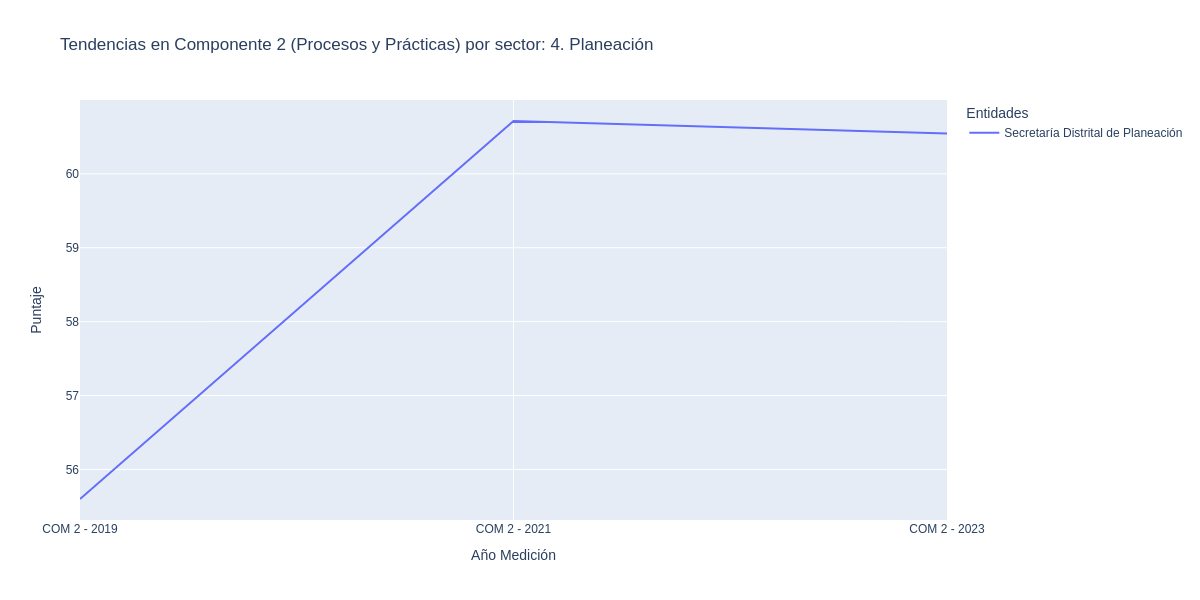 Tendencias en Componente 2 (Procesos y Prácticas) por sector: 4. Planeación
Entidades
Secretaría Distrital de Planeación
Puntaje
60
59
58
57
56
COM 2 - 2019
COM 2 - 2021
COM 2 - 2023
Año Medición